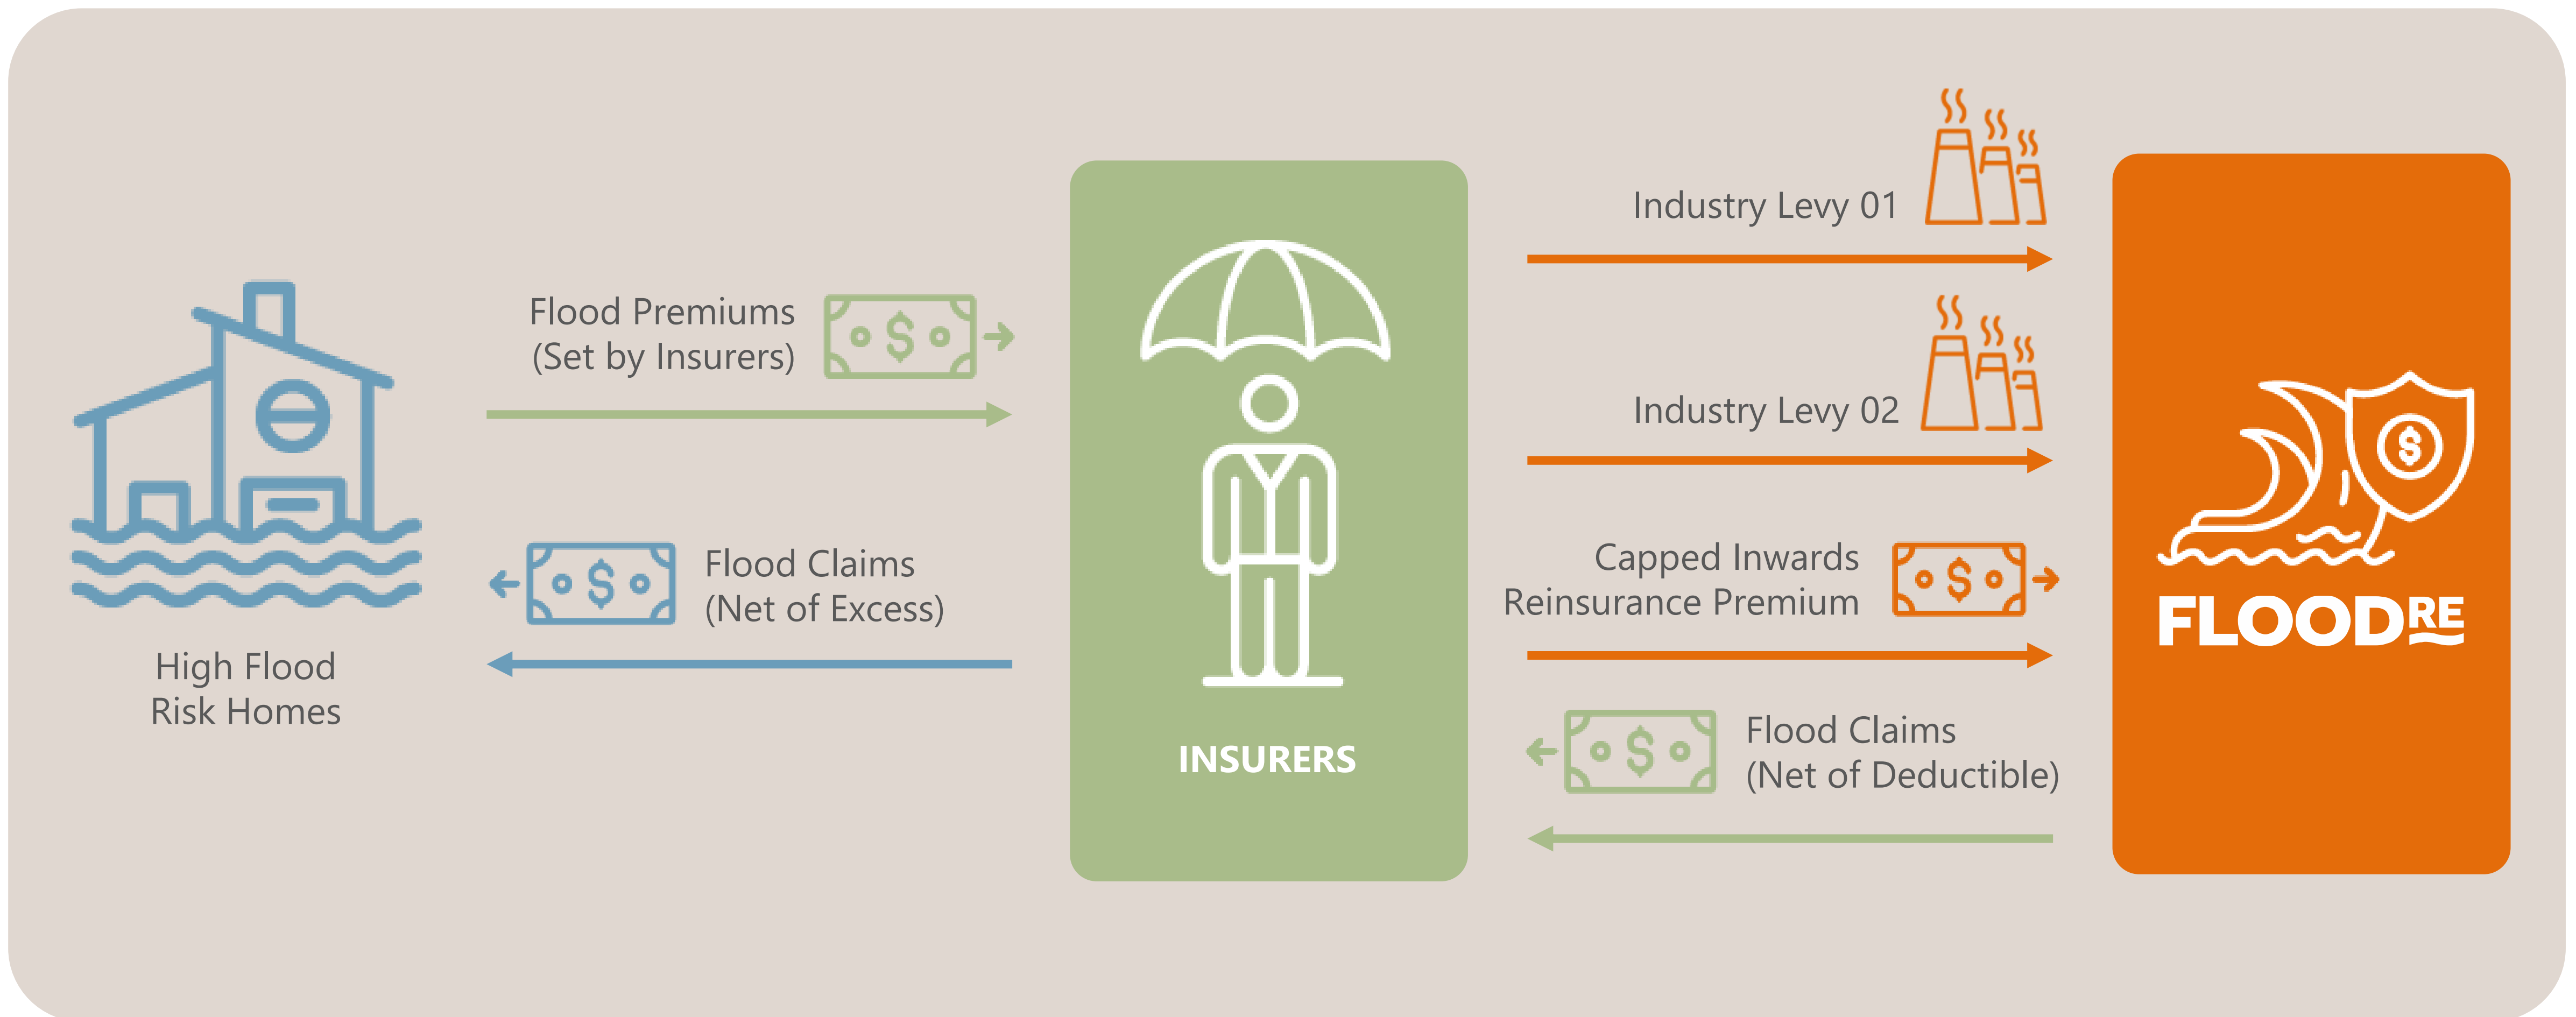 High Flood
Risk Homes
Flood Premiums
(Set by Insurers)
Flood Claims
(Net of Excess)
INSURERS
Industry Levy 01
Industry Levy 02
Capped Inwards
Reinsurance Premium
Flood Claims
(Net of Deductible)
FLOODRE